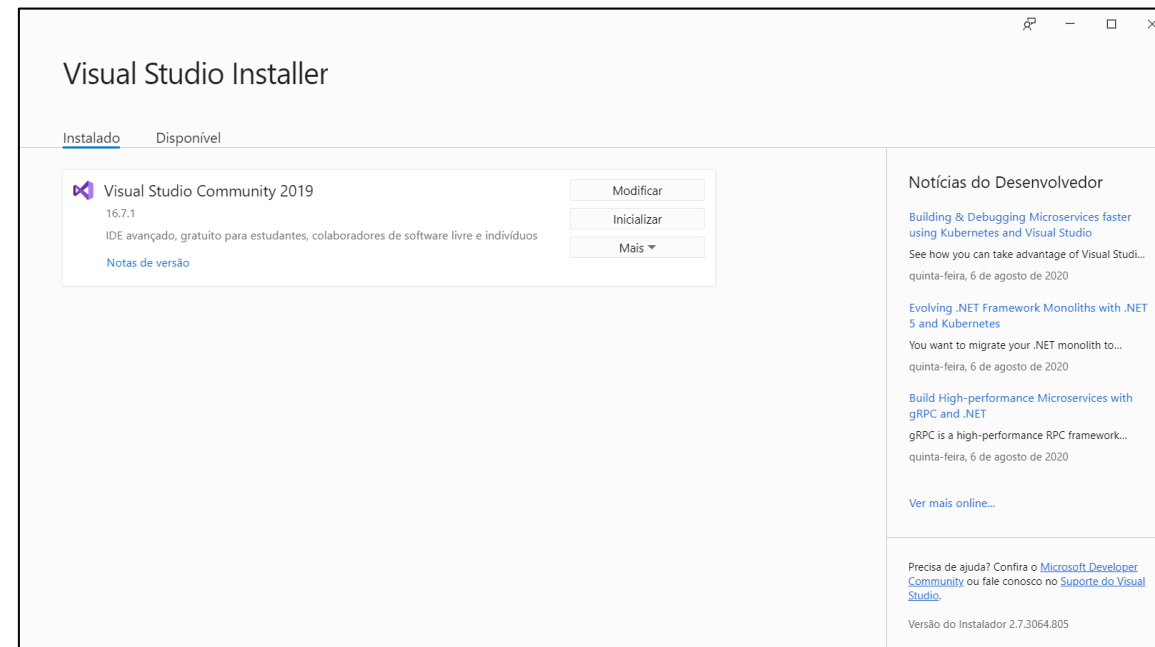 Visual Studio Installer
Instalado Disponível
Visual Studio Community 2019
16.7.1
IDE avançado, gratuito para estudantes, colaboradores de software livre e indivíduos
Notas de versão
Modificar
Inicializar
Mais
Notícias do Desenvolvedor
Building & Debugging Microservices faster
using Kubernetes and Visual Studio
See how you can take advantage of Visual Studi...
quinta-feira, 6 de agosto de 2020
Evolving .NET Framework Monoliths with .NET
5 and Kubernetes
You want to migrate your .NET monolith to...
quinta-feira, 6 de agosto de 2020
Build High-performance Microservices with
gRPC and .NET
gRPC is a high-performance RPC framework...
quinta-feira, 6 de agosto de 2020
Ver mais online...
Precisa de ajuda? Confira o Microsoft Developer
Community ou fale conosco no Suporte do Visual
Studio.
Versão do Instalador 2.7.3064.805